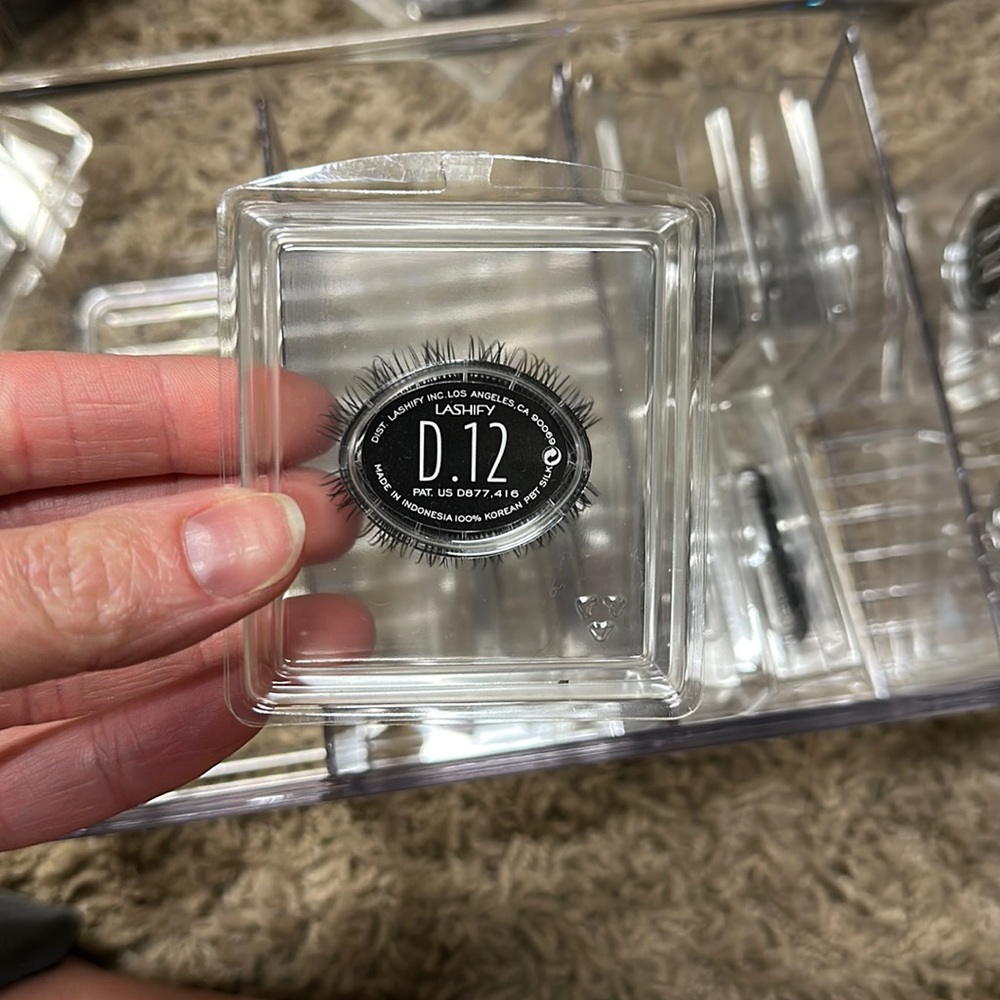 DIST. LASHIFY INC. LOS ANGELES, CA 90069
LASHIFY
D.12
PAT. US D877,416
MADE IN INDONESIA 100% KOREAN PBT SILK